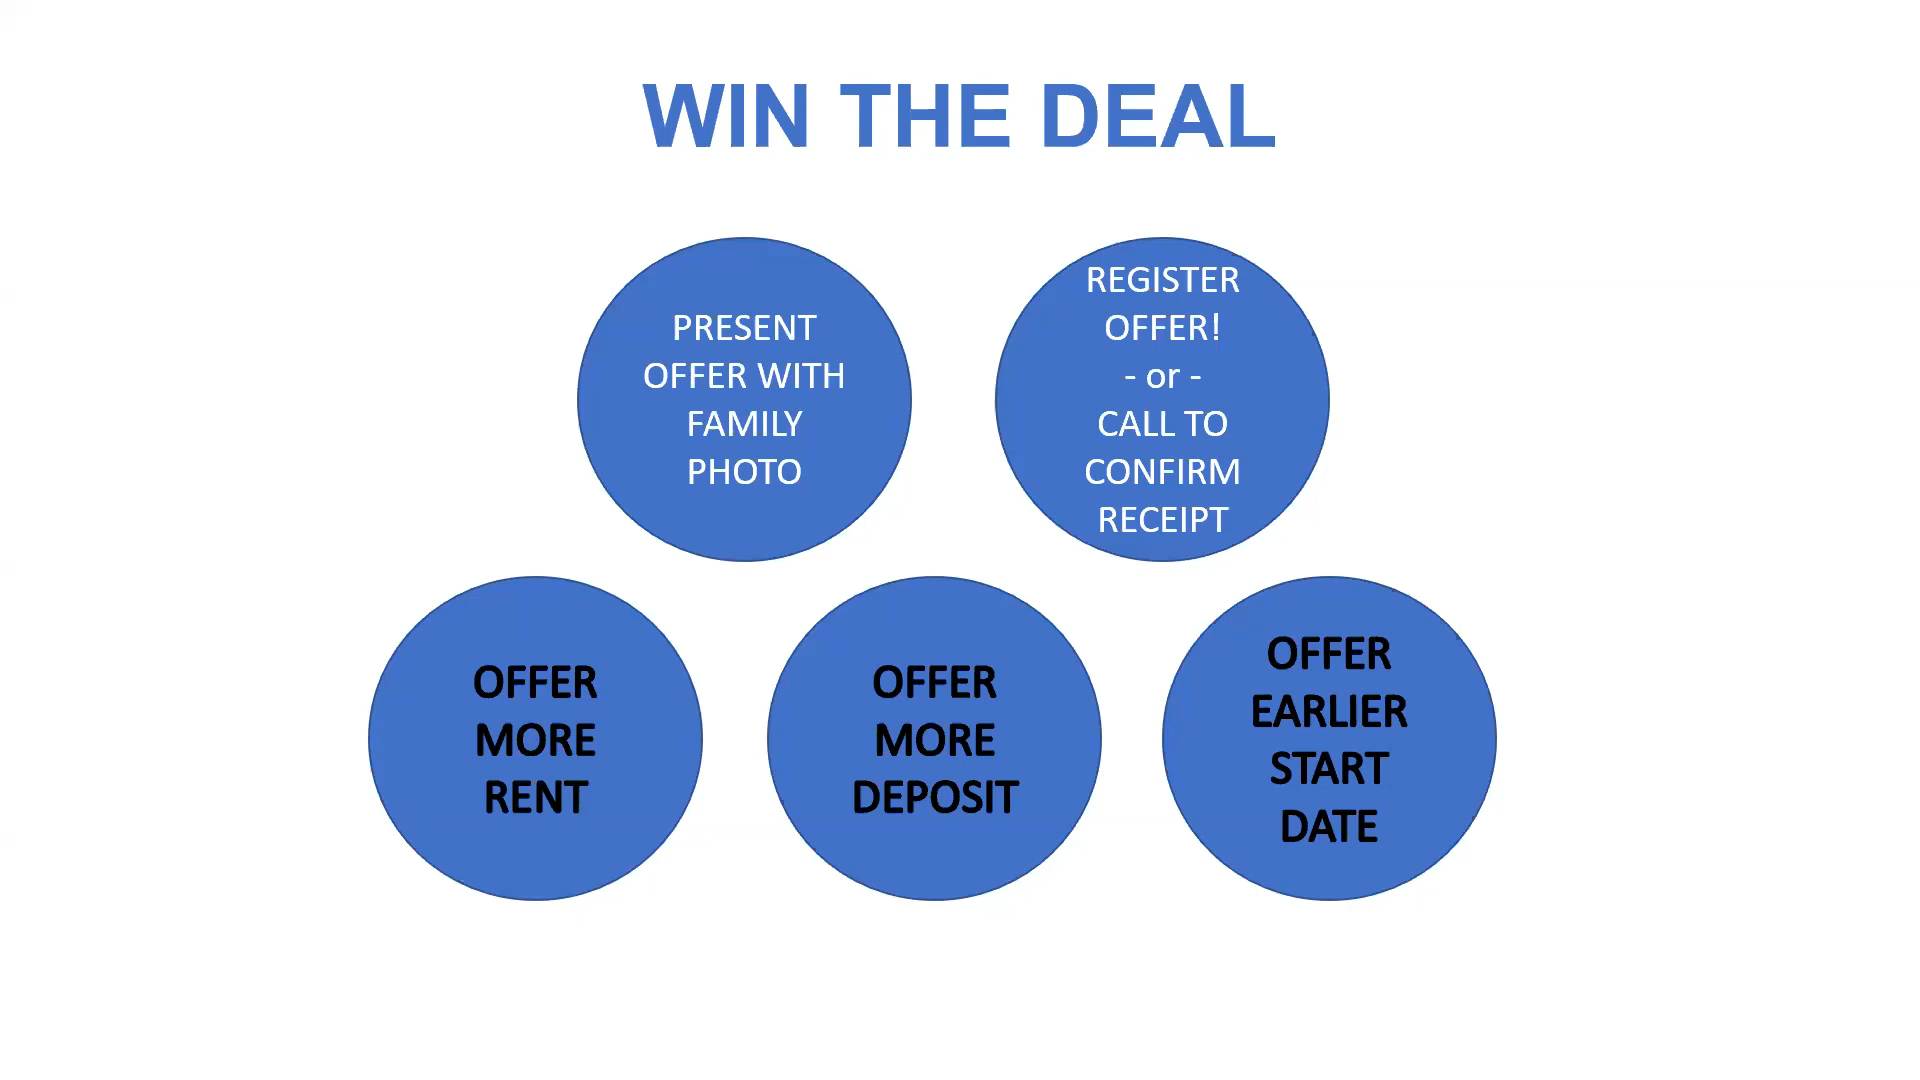 WIN THE DEAL
PRESENT
OFFER WITH
FAMILY
PHOTO
REGISTER
OFFER!
- or -
CALL TO
CONFIRM
RECEIPT
OFFER
MORE
RENT
OFFER
MORE
DEPOSIT
OFFER
EARLIER
START
DATE